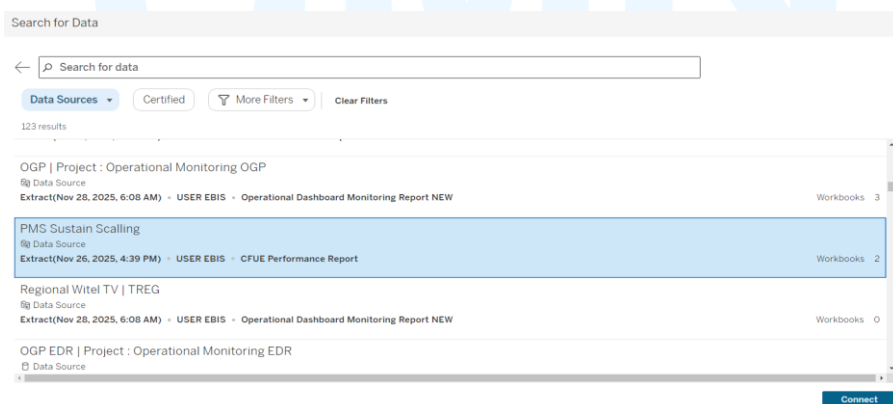 Search for Data
Search for data
Data Sources
Certified
More Filters
Clear Filters
123 results
OGP | Project : Operational Monitoring OGP
Data Source
Extract(Nov 28, 2025, 6:08 AM) • USER EBIS • Operational Dashboard Monitoring Report NEW
Workbooks 3
PMS Sustain Scalling
Data Source
Extract(Nov 26, 2025, 4:39 PM) • USER EBIS • CFUE Performance Report
Workbooks 2
Regional Witel TV | TREG
Data Source
Extract(Nov 28, 2025, 6:08 AM) • USER EBIS • Operational Dashboard Monitoring Report NEW
Workbooks 0
OGP EDR | Project : Operational Monitoring EDR
Data Source
Connect